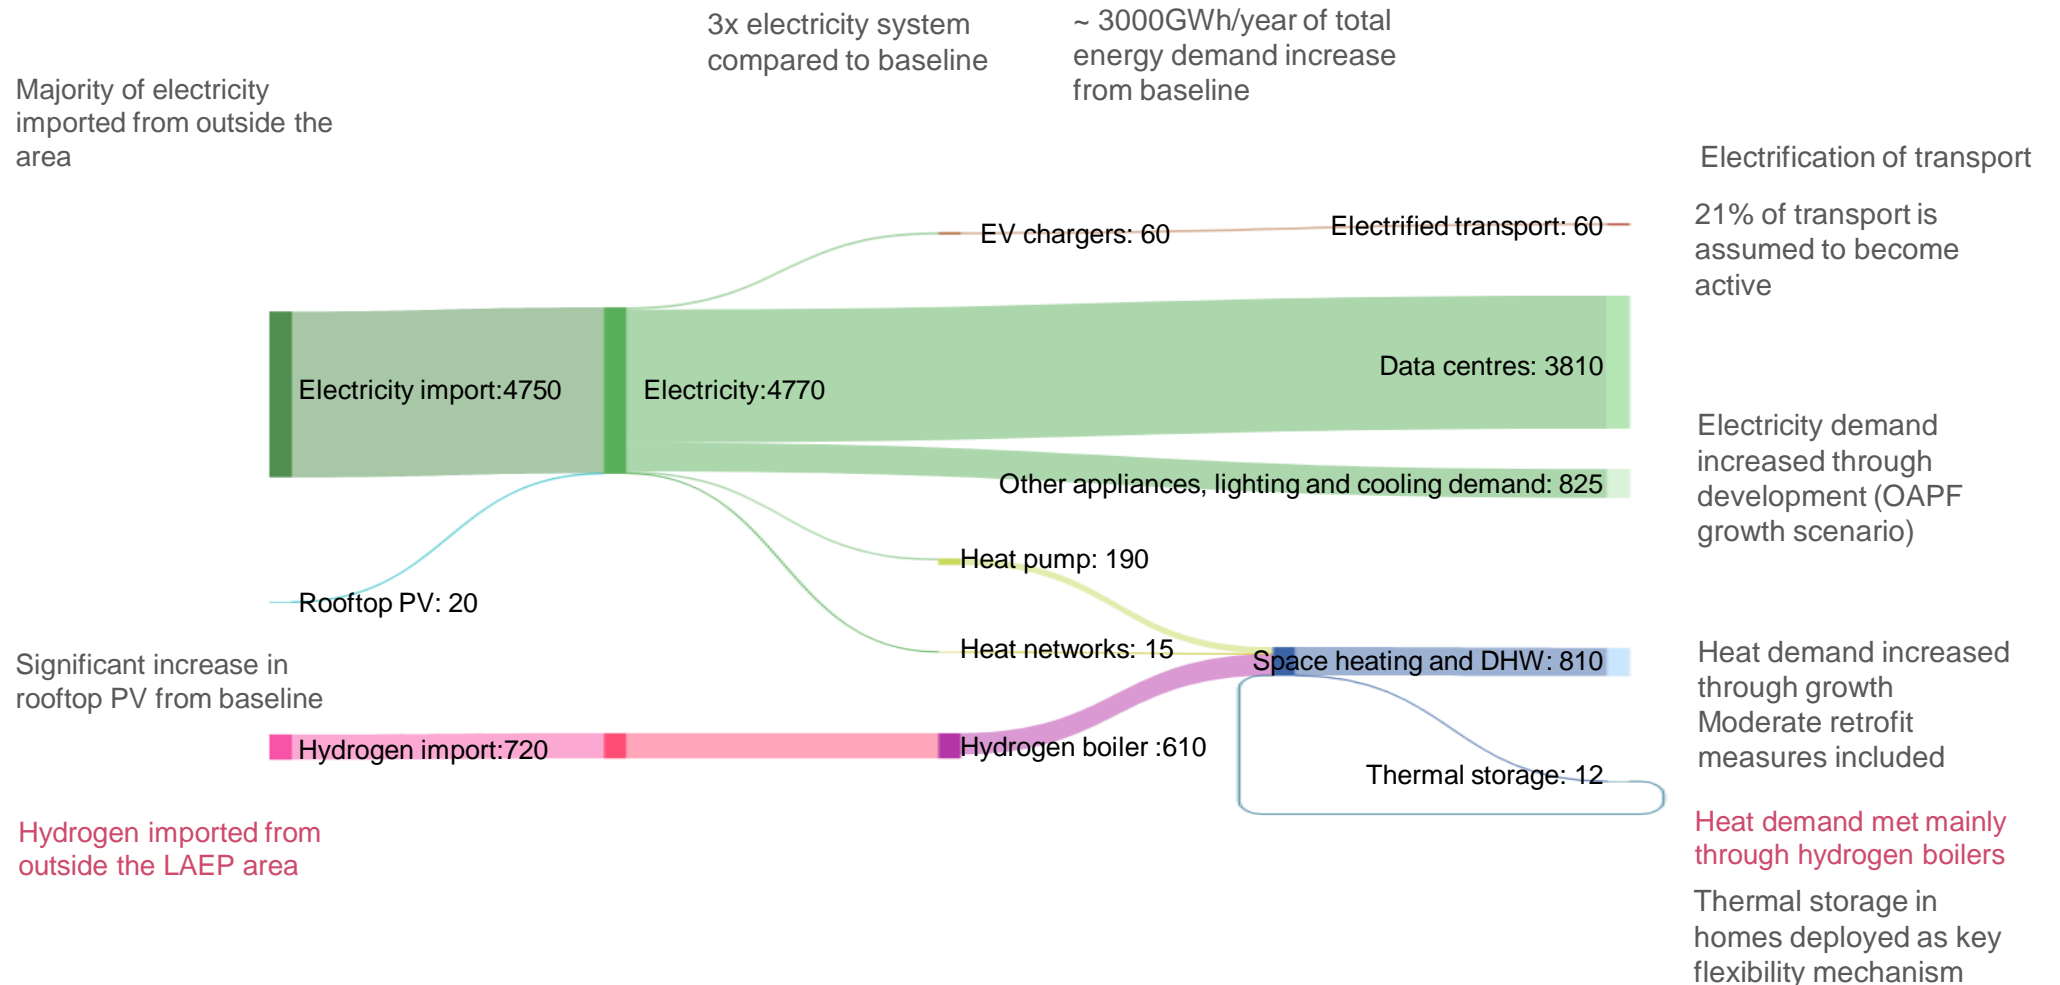 3x electricity system
compared to baseline
~ 3000GWh/year of total
energy demand increase
from baseline
Majority of electricity
imported from outside the
area
Electrification of transport
21% of transport is
assumed to become
active
EV chargers: 60
Electrified transport: 60
Data centres: 3810
Electricity import:4750
Electricity:4770
Electricity demand
increased through
development (OAPF
growth scenario)
Other appliances, lighting and cooling demand: 825
Heat pump: 190
Rooftop PV: 20
Heat networks: 15
Space heating and DHW: 810
Significant increase in
rooftop PV from baseline
Heat demand increased
through growth
Moderate retrofit
measures included
Hydrogen import:720
Hydrogen boiler :610
Thermal storage: 12
Hydrogen imported from
outside the LAEP area
Heat demand met mainly
through hydrogen boilers
Thermal storage in
homes deployed as key
flexibility mechanism